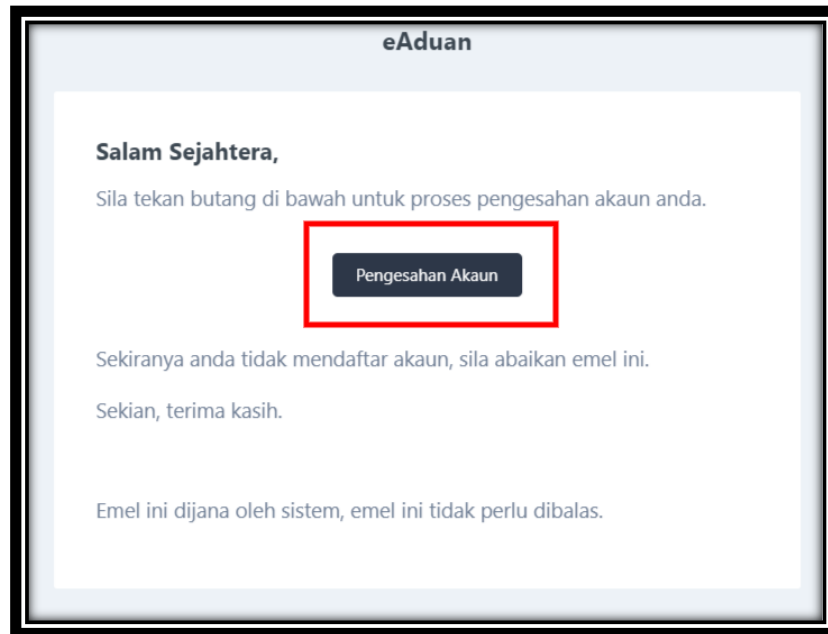 eAduan
Salam Sejahtera,
Sila tekan butang di bawah untuk proses pengesahan akaun anda.
Pengesahan Akaun
Sekiranya anda tidak mendaftar akaun, sila abaikan emel ini.
Sekian, terima kasih.
Emel ini dijana oleh sistem, emel ini tidak perlu dibalas.